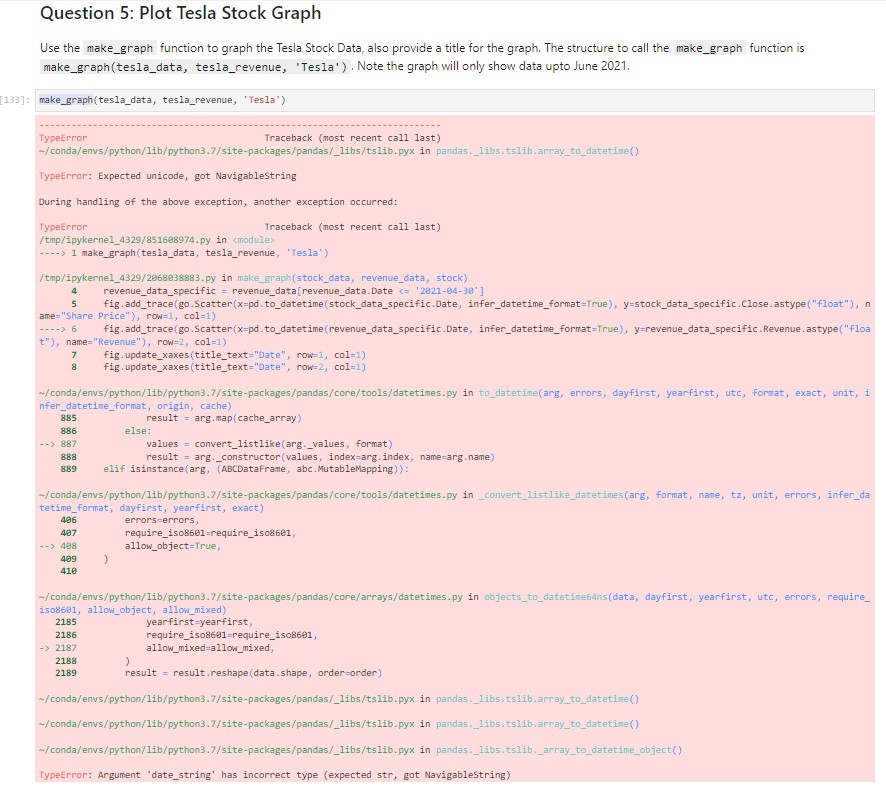 Question 5: Plot Tesla Stock Graph
Use the make_graph function to graph the Tesla Stock Data, also provide a title for the graph. The structure to call the make_graph function is
make_graph(tesla_data, tesla_revenue, 'Tesla') . Note the graph will only show data upto June 2021.
[133]: make_graph(tesla_data, tesla_revenue, 'Tesla')
---------------------------------------------------------------------------
TypeError                                 Traceback (most recent call last)
~/conda/envs/python/lib/python3.7/site-packages/pandas/_libs/tslib.pyx in pandas._libs.tslib.array_to_datetime()
TypeError: Expected unicode, got NavigableString
During handling of the above exception, another exception occurred:
TypeError                                 Traceback (most recent call last)
/tmp/ipykernel_4329/851608974.py in <module>
----> 1 make_graph(tesla_data, tesla_revenue, 'Tesla')
/tmp/ipykernel_4329/2068038883.py in make_graph(stock_data, revenue_data, stock)
4     revenue_data_specific = revenue_data[revenue_data.Date <= '2021-04-30']
5     fig.add_trace(go.Scatter(x=pd.to_datetime(stock_data_specific.Date, infer_datetime_format=True), y=stock_data_specific.Close.astype("float"), n
ame="Share Price"), row=1, col=1)
----> 6     fig.add_trace(go.Scatter(x=pd.to_datetime(revenue_data_specific.Date, infer_datetime_format=True), y=revenue_data_specific.Revenue.astype("floa
t"), name="Revenue"), row=2, col=1)
7     fig.update_xaxes(title_text="Date", row=1, col=1)
8     fig.update_xaxes(title_text="Date", row=2, col=1)
~/conda/envs/python/lib/python3.7/site-packages/pandas/core/tools/datetimes.py in to_datetime(arg, errors, dayfirst, yearfirst, utc, format, exact, unit, i
nfer_datetime_format, origin, cache)
885             result = arg.map(cache_array)
886         else:
--> 887             values = convert_listlike(arg._values, format)
888             result = arg._constructor(values, index=arg.index, name=arg.name)
889     elif isinstance(arg, (ABCDataFrame, abc.MutableMapping)):
~/conda/envs/python/lib/python3.7/site-packages/pandas/core/tools/datetimes.py in _convert_listlike_datetimes(arg, format, name, tz, unit, errors, infer_da
tetime_format, dayfirst, yearfirst, exact)
406         errors=errors,
407         require_iso8601=require_iso8601,
--> 408         allow_object=True,
409     )
410
~/conda/envs/python/lib/python3.7/site-packages/pandas/core/arrays/datetimes.py in objects_to_datetime64ns(data, dayfirst, yearfirst, utc, errors, require_
iso8601, allow_object, allow_mixed)
2185             yearfirst=yearfirst,
2186             require_iso8601=require_iso8601,
-> 2187             allow_mixed=allow_mixed,
2188         )
2189         result = result.reshape(data.shape, order=order)
~/conda/envs/python/lib/python3.7/site-packages/pandas/_libs/tslib.pyx in pandas._libs.tslib.array_to_datetime()
~/conda/envs/python/lib/python3.7/site-packages/pandas/_libs/tslib.pyx in pandas._libs.tslib.array_to_datetime()
~/conda/envs/python/lib/python3.7/site-packages/pandas/_libs/tslib.pyx in pandas._libs.tslib._array_to_datetime_object()
TypeError: Argument 'date_string' has incorrect type (expected str, got NavigableString)